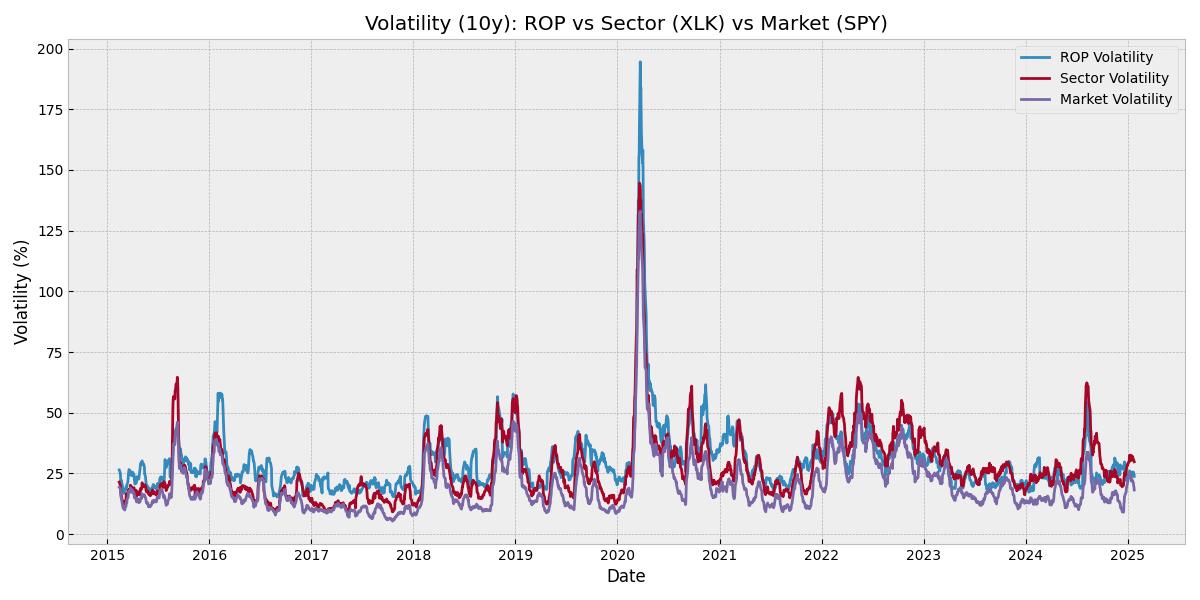 Volatility (10y): ROP vs Sector (XLK) vs Market (SPY)
ROP Volatility
Sector Volatility
Market Volatility
Volatility (%)
200
175
150
125
100
75
50
25
0
2015 2016 2017 2018 2019 2020 2021 2022 2023 2024 2025
Date